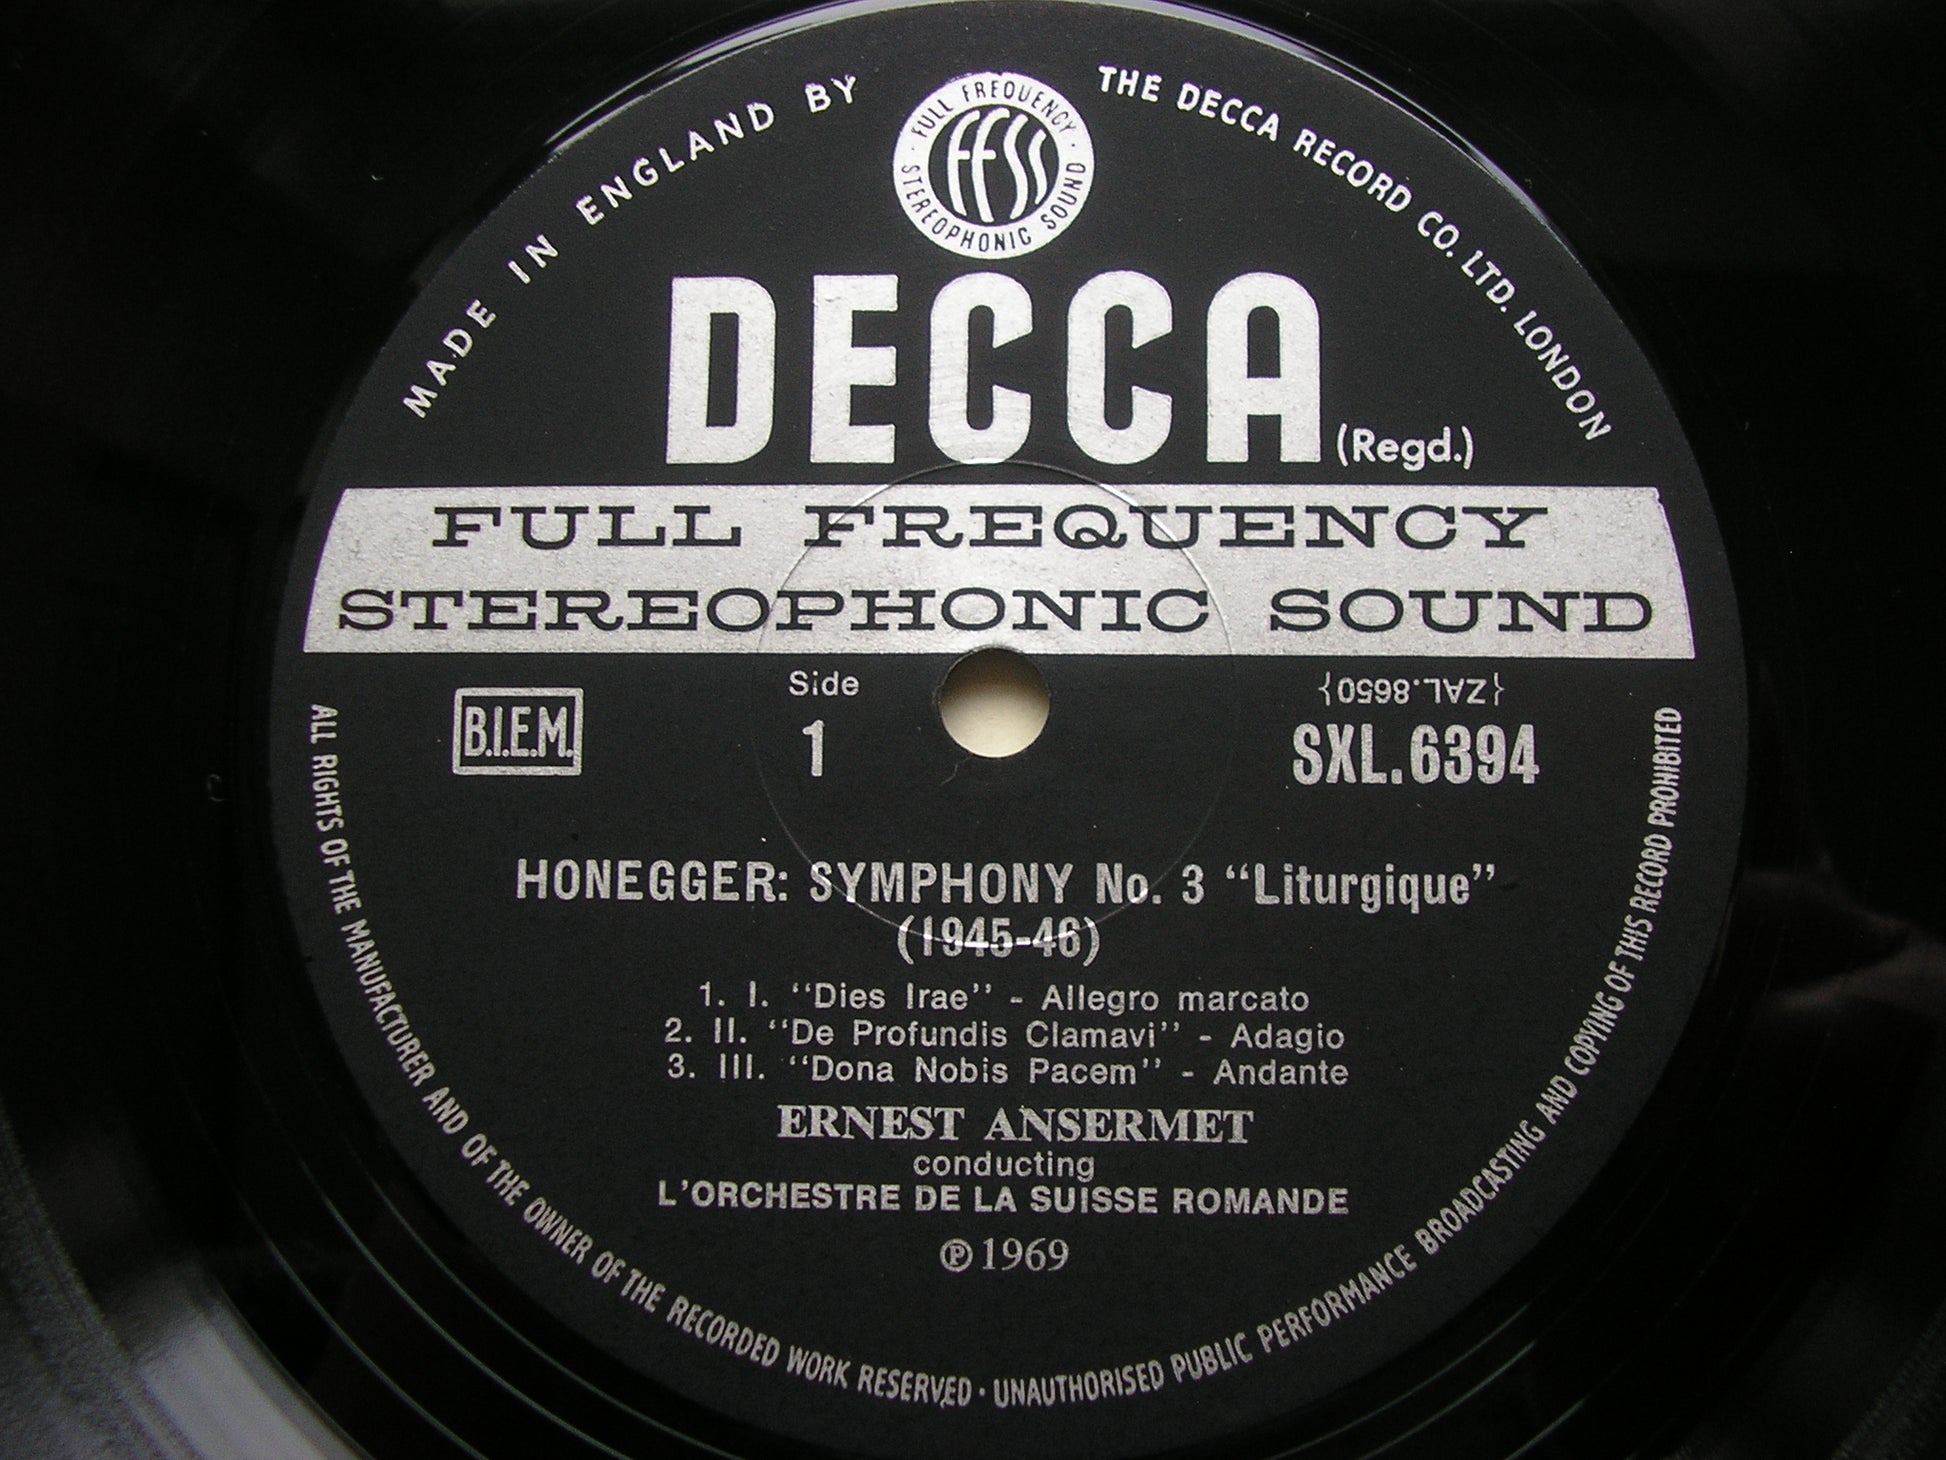 MADE IN ENGLAND BY
THE DECCA RECORD CO. LTD. LONDON
· FULL FREQUENCY ·
STEREOPHONIC SOUND
FFSS
DECCA (Regd.)
FULL FREQUENCY
STEREOPHONIC SOUND
B.I.E.M.
Side
1
{ZAL.8650}
SXL.6394
HONEGGER: SYMPHONY No. 3 “Liturgique”
(1945-46)
1. I. “Dies Irae” - Allegro marcato
2. II. “De Profundis Clamavi” - Adagio
3. III. “Dona Nobis Pacem” - Andante
ERNEST ANSERMET
conducting
L'ORCHESTRE DE LA SUISSE ROMANDE
℗ 1969
ALL RIGHTS OF THE MANUFACTURER AND OF THE OWNER OF THE RECORDED WORK RESERVED · UNAUTHORISED PUBLIC PERFORMANCE BROADCASTING AND COPYING OF THIS RECORD PROHIBITED